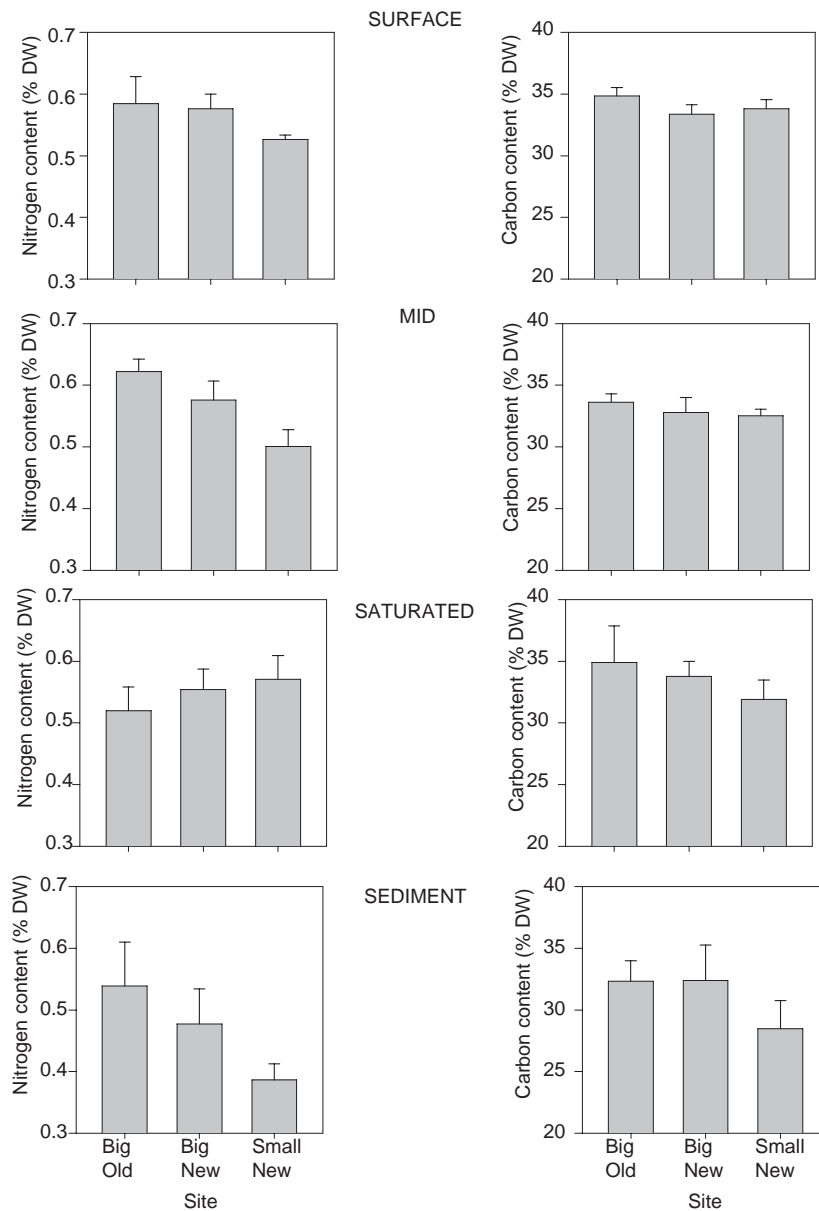 SURFACE
Nitrogen content (% DW)
0.7
0.6
0.5
0.4
0.3
Carbon content (% DW)
40
35
30
25
20
MID
Nitrogen content (% DW)
0.7
0.6
0.5
0.4
0.3
Carbon content (% DW)
40
35
30
25
20
SATURATED
Nitrogen content (% DW)
0.7
0.6
0.5
0.4
0.3
Carbon content (% DW)
40
35
30
25
20
SEDIMENT
Nitrogen content (% DW)
0.7
0.6
0.5
0.4
0.3
Big Old
Big New
Small New
Site
Carbon content (% DW)
40
35
30
25
20
Big Old
Big New
Small New
Site